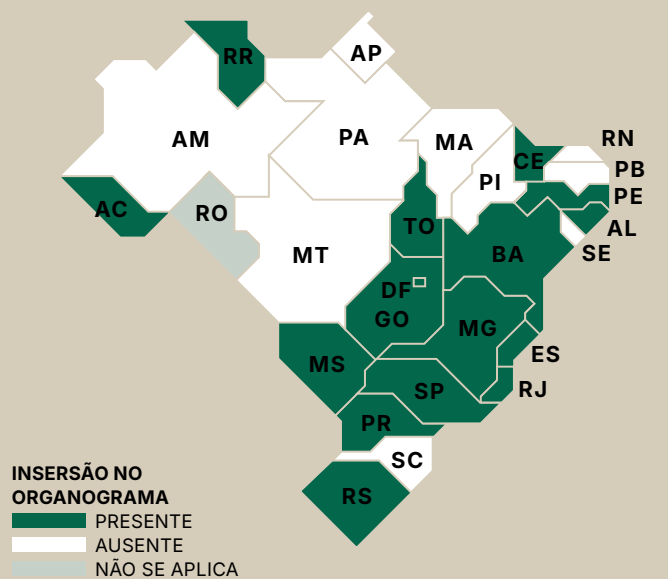 RR
AP
AM
PA
MA
CE
RN
PB
PI
PE
AC
RO
TO
AL
MT
BA
SE
DF
GO
MG
ES
MS
SP
RJ
PR
SC
RS
INSERSÃO NO
ORGANOGRAMA
PRESENTE
AUSENTE
NÃO SE APLICA